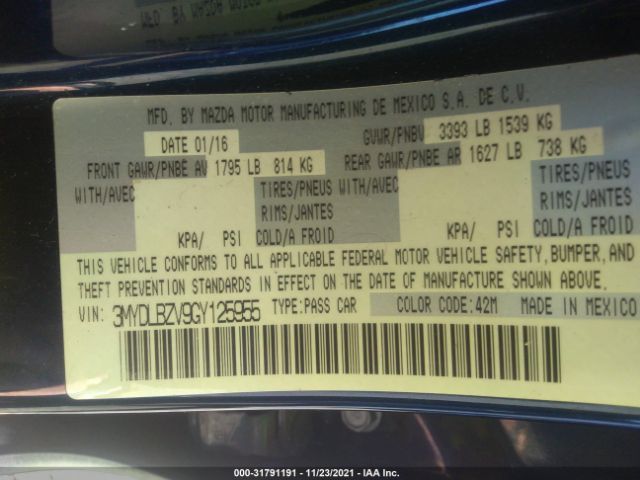 MFD. BY MAZDA MOTOR MANUFACTURING DE MEXICO S.A. DE C.V.
DATE 01/16 GVWR/PNBV 3393 LB 1539 KG
FRONT GAWR/PNBE AV 1795 LB 814 KG REAR GAWR/PNBE AR 1627 LB 738 KG
WITH/AVEC TIRES/PNEUS WITH/AVEC TIRES/PNEUS
RIMS/JANTES RIMS/JANTES
KPA/ PSI COLD/A FROID KPA/ PSI COLD/A FROID
THIS VEHICLE CONFORMS TO ALL APPLICABLE FEDERAL MOTOR VEHICLE SAFETY, BUMPER, AND
THEFT PREVENTION STANDARDS IN EFFECT ON THE DATE OF MANUFACTURE SHOWN ABOVE.
VIN: 3MYDLBZV9GY125955 TYPE:PASS CAR COLOR CODE:42M MADE IN MEXICO
000-31791191 - 11/23/2021 - IAA Inc.